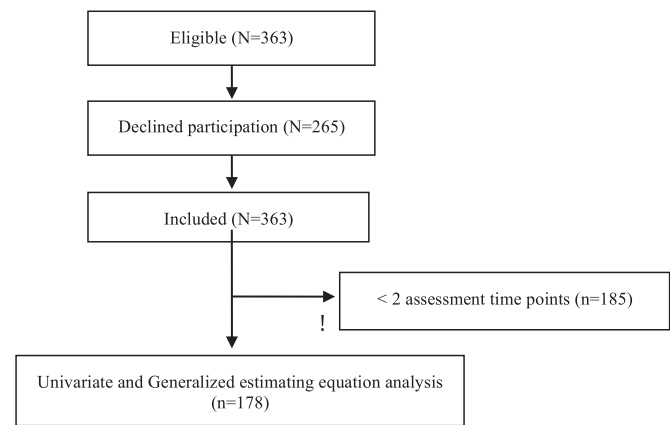 Eligible (N=363)
Declined participation (N=265)
Included (N=363)
< 2 assessment time points (n=185)
!
Univariate and Generalized estimating equation analysis
(n=178)